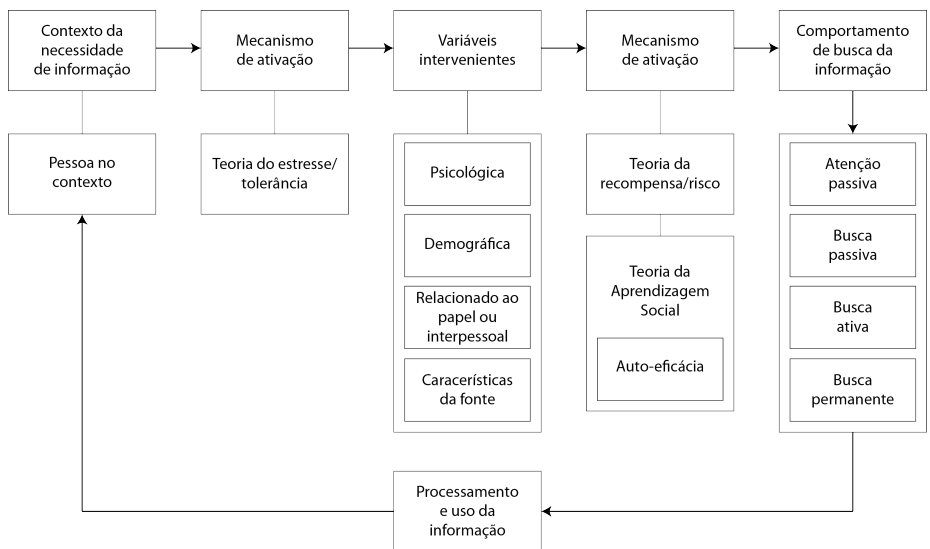 Contexto da
necessidade
de informação
Mecanismo
de ativação
Variáveis
intervenientes
Mecanismo
de ativação
Comportamento
de busca da
informação
Pessoa no
contexto
Teoria do estresse/
tolerância
Psicológica
Demográfica
Relacionado ao
papel ou
interpessoal
Caracerísticas
da fonte
Teoria da
recompensa/risco
Teoria da
Aprendizagem
Social
Auto-eficácia
Atenção
passiva
Busca
passiva
Busca
ativa
Busca
permanente
Processamento
e uso da
informação